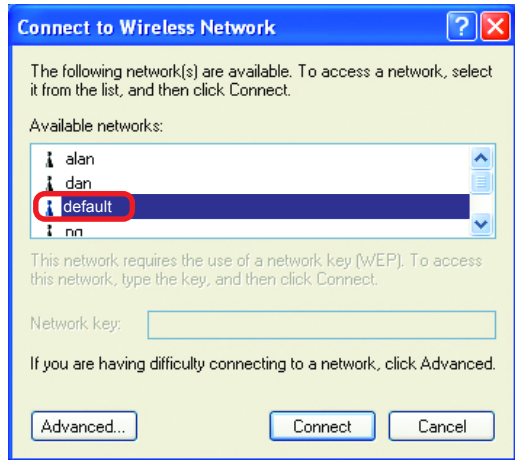 Connect to Wireless Network
The following network(s) are available. To access a network, select
it from the list, and then click Connect.
Available networks:
alan
dan
default
This network requires the use of a network key (WEP). To access
this network, type the key, and then click Connect.
Network key:
If you are having difficulty connecting to a network, click Advanced.
Advanced... Connect Cancel